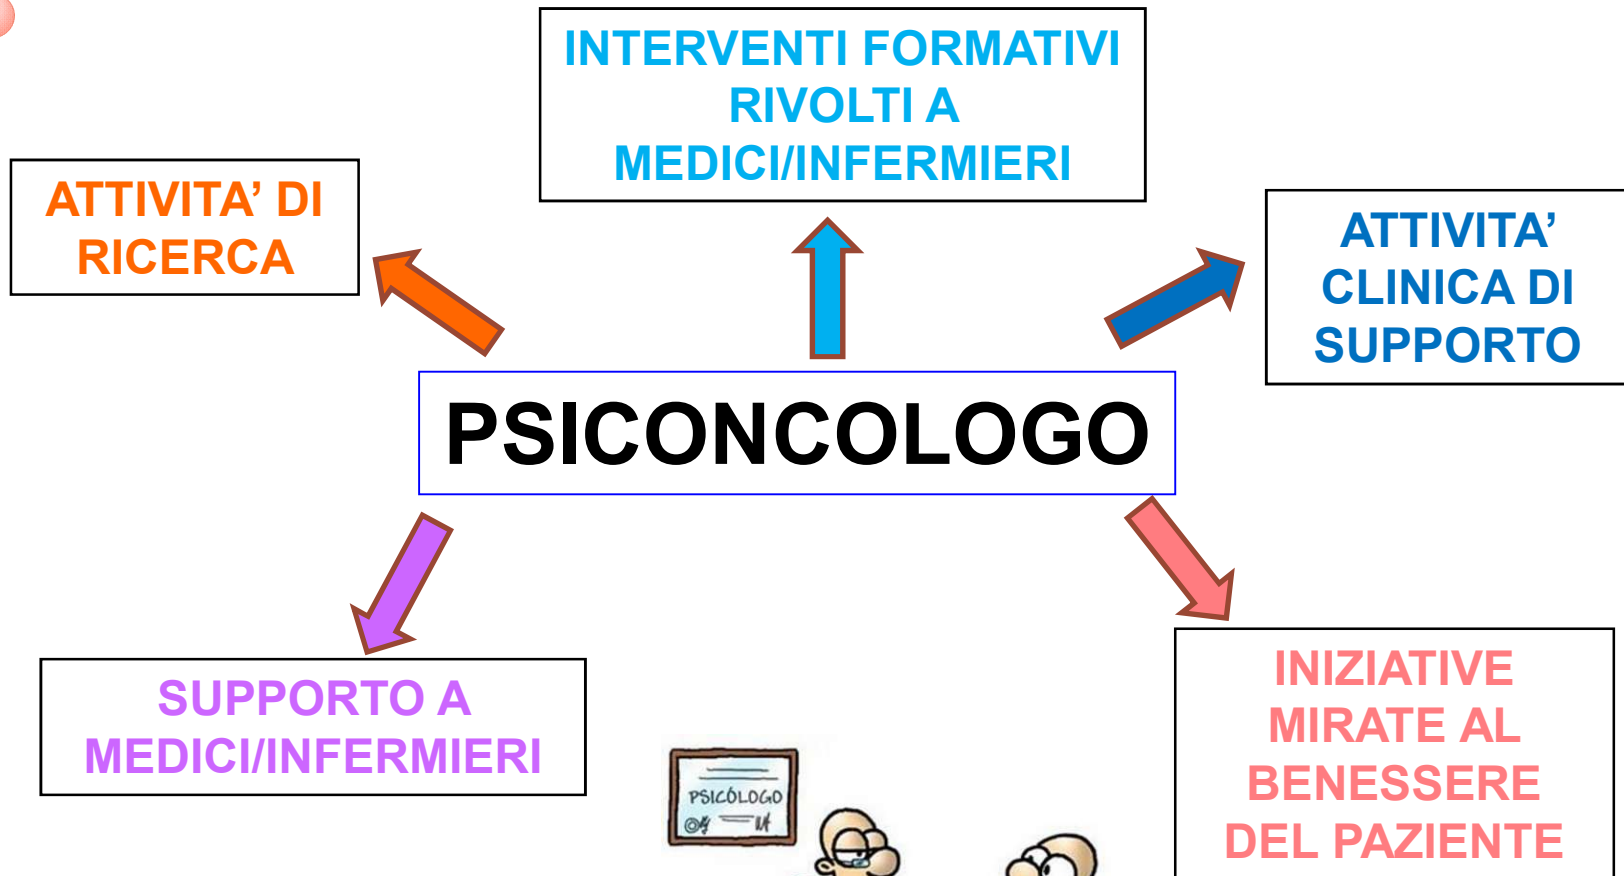 INTERVENTI FORMATIVI
RIVOLTI A
MEDICI/INFERMIERI
ATTIVITA’ DI
RICERCA
ATTIVITA’
CLINICA DI
SUPPORTO
PSICONCOLOGO
SUPPORTO A
MEDICI/INFERMIERI
INIZIATIVE
MIRATE AL
BENESSERE
DEL PAZIENTE
PSICÓLOGO